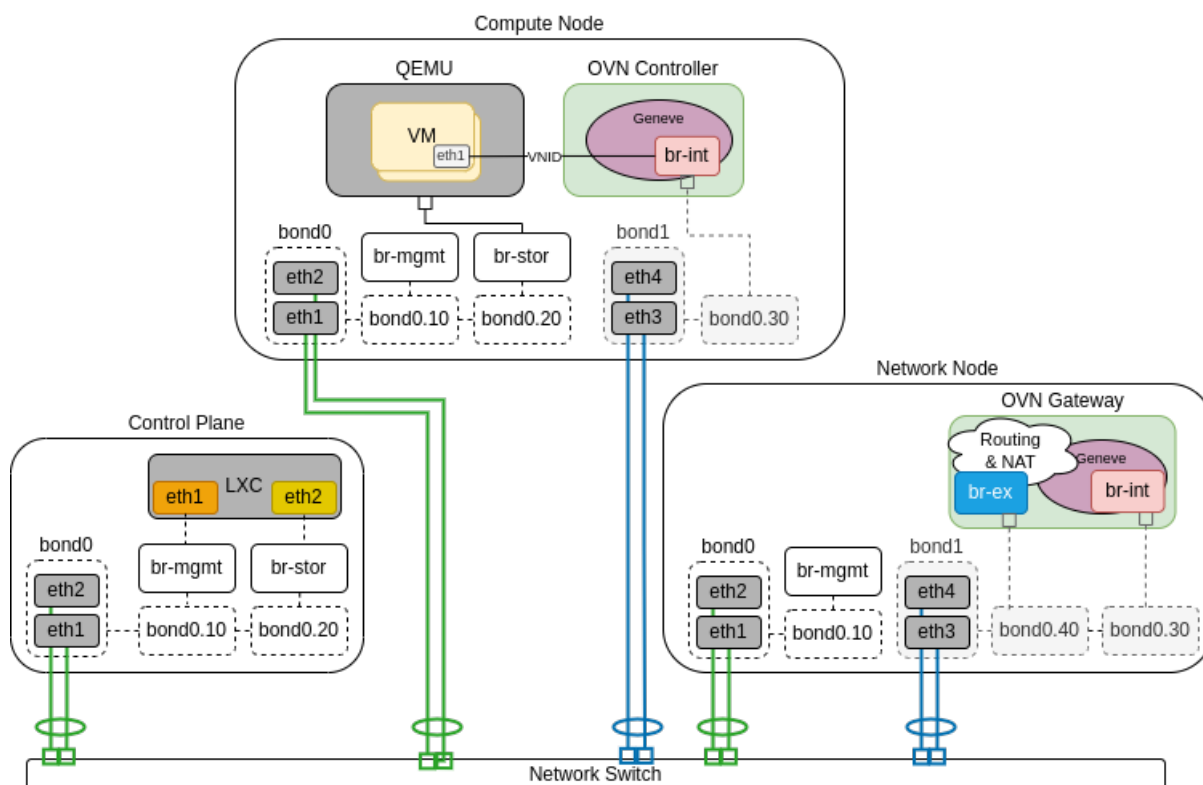 Compute Node
QEMU
OVN Controller
Geneve
VM
eth1
VNID
br-int
bond0
bond1
br-mgmt
br-stor
eth2
eth4
eth1
bond0.10
bond0.20
eth3
bond0.30
Network Node
OVN Gateway
Routing
& NAT
Geneve
br-ex
br-int
bond0
br-mgmt
bond1
eth2
eth4
eth1
bond0.10
eth3
bond0.40
bond0.30
Control Plane
LXC
eth1
eth2
bond0
br-mgmt
br-stor
eth2
eth1
bond0.10
bond0.20
Network Switch